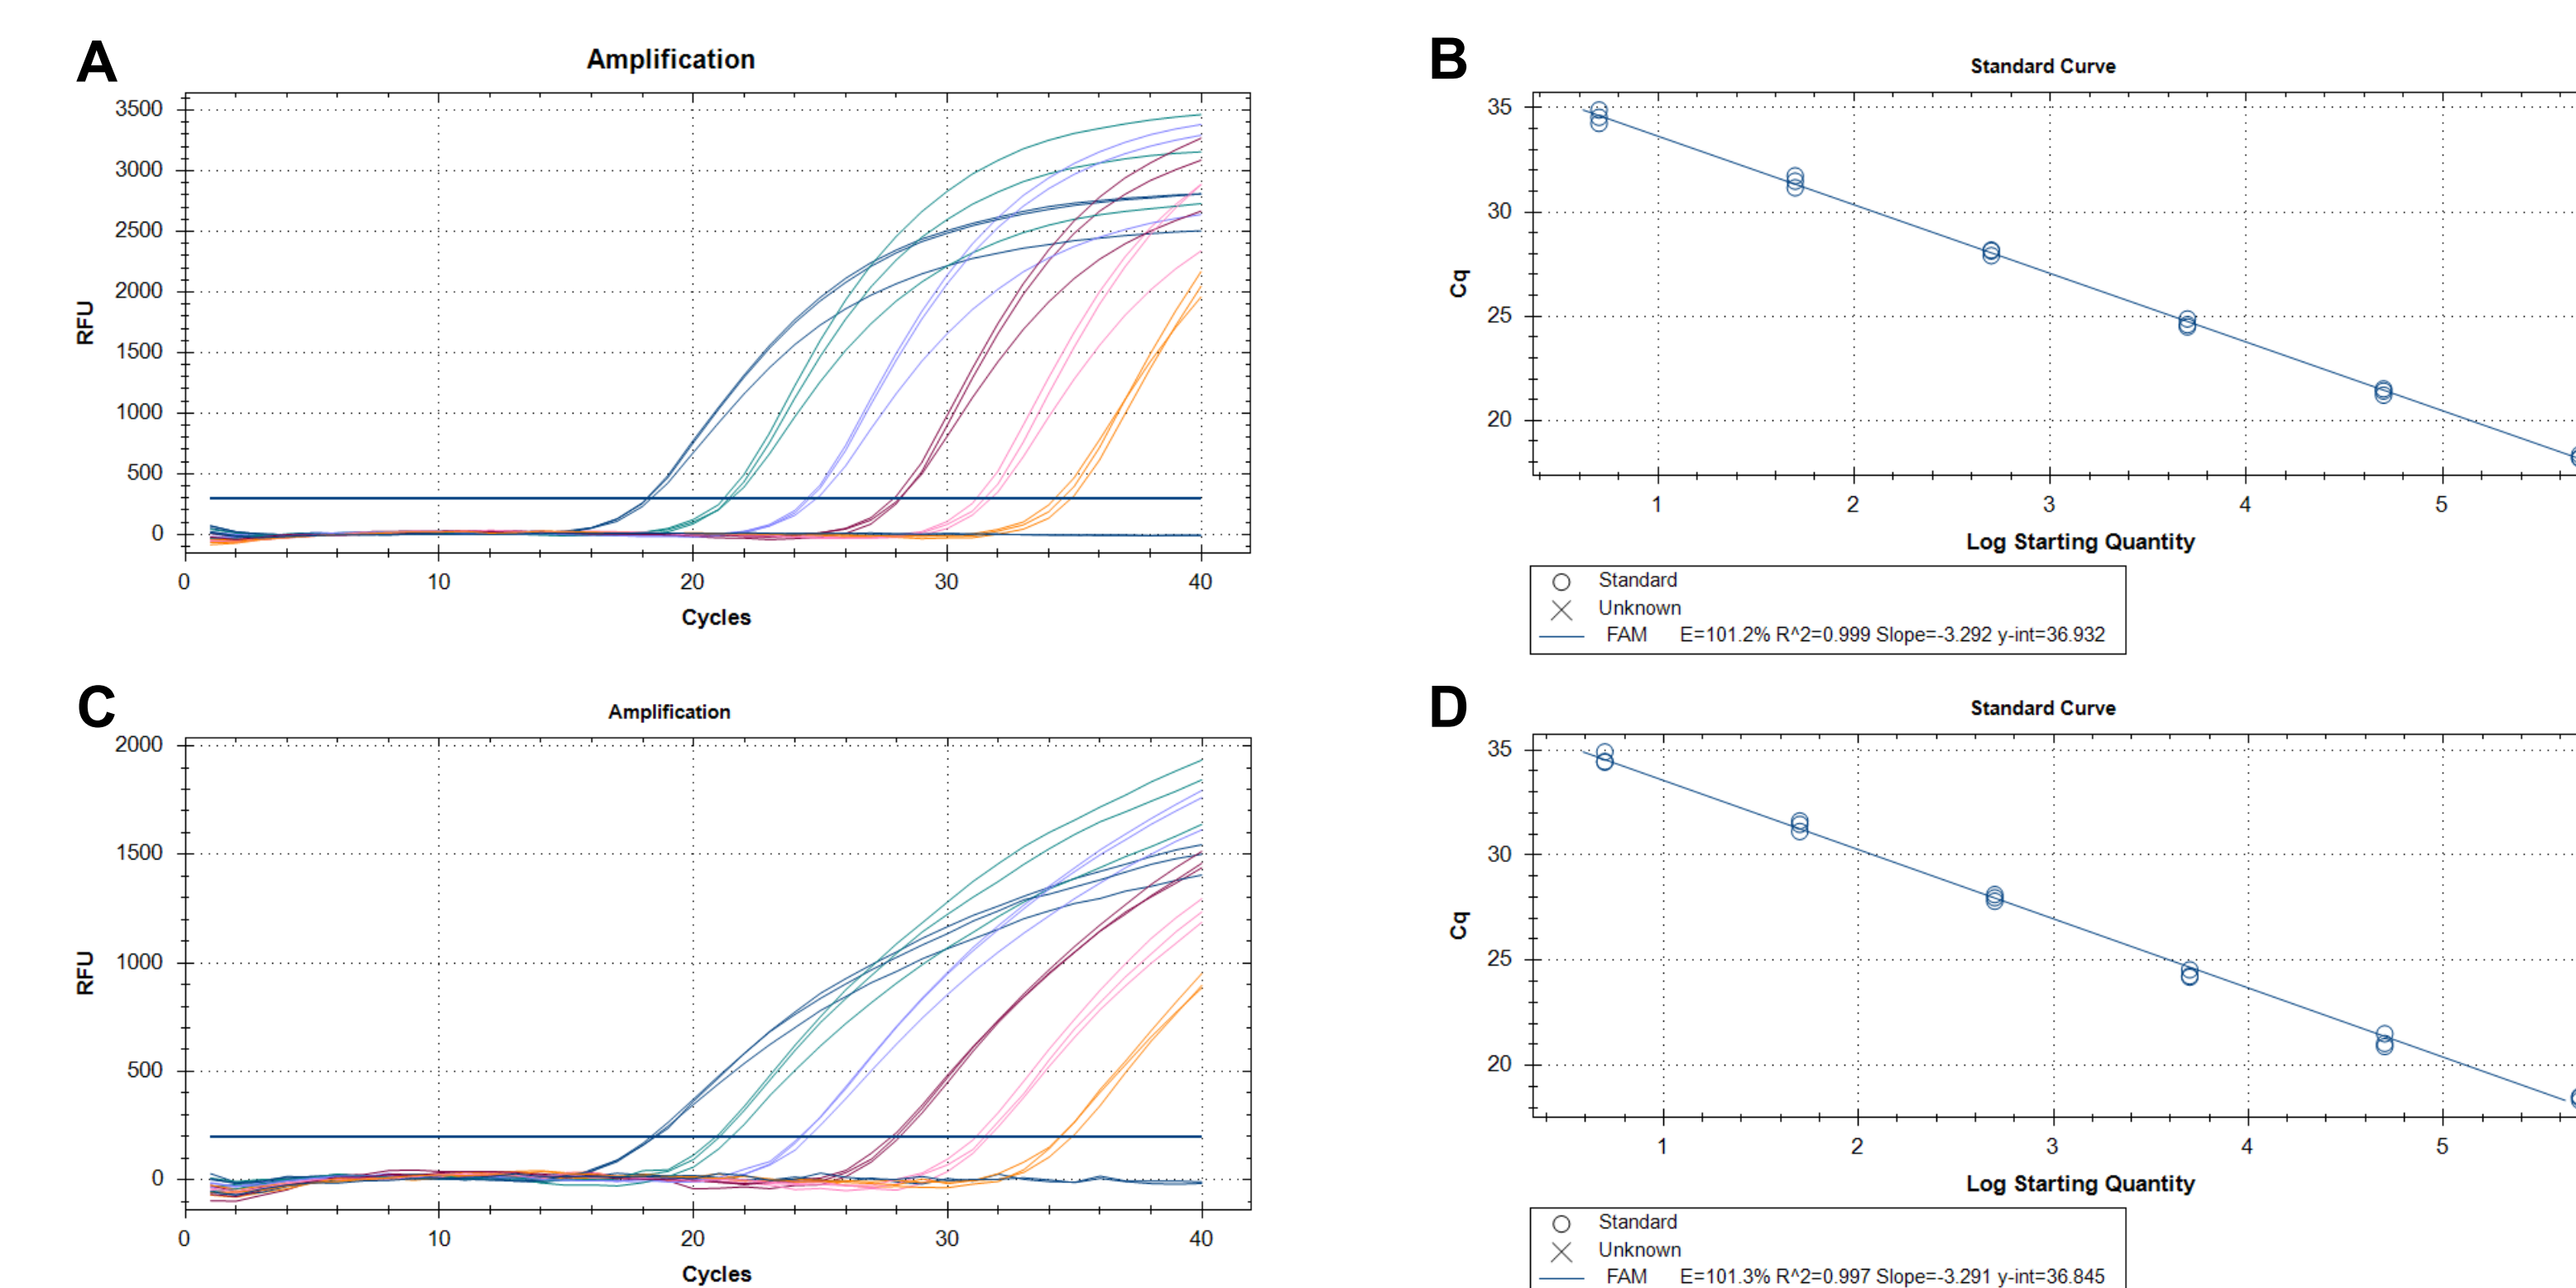 A
Amplification
3500
3000
2500
2000
1500
1000
500
0
RFU
0 10 20 30 40
Cycles
B
Standard Curve
35
30
25
20
Cq
1 2 3 4 5
Log Starting Quantity
Standard
Unknown
FAM E=101.2% R^2=0.999 Slope=-3.292 y-int=36.932
C
Amplification
2000
1500
1000
500
0
RFU
0 10 20 30 40
Cycles
D
Standard Curve
35
30
25
20
Cq
1 2 3 4 5
Log Starting Quantity
Standard
Unknown
FAM E=101.3% R^2=0.997 Slope=-3.291 y-int=36.845